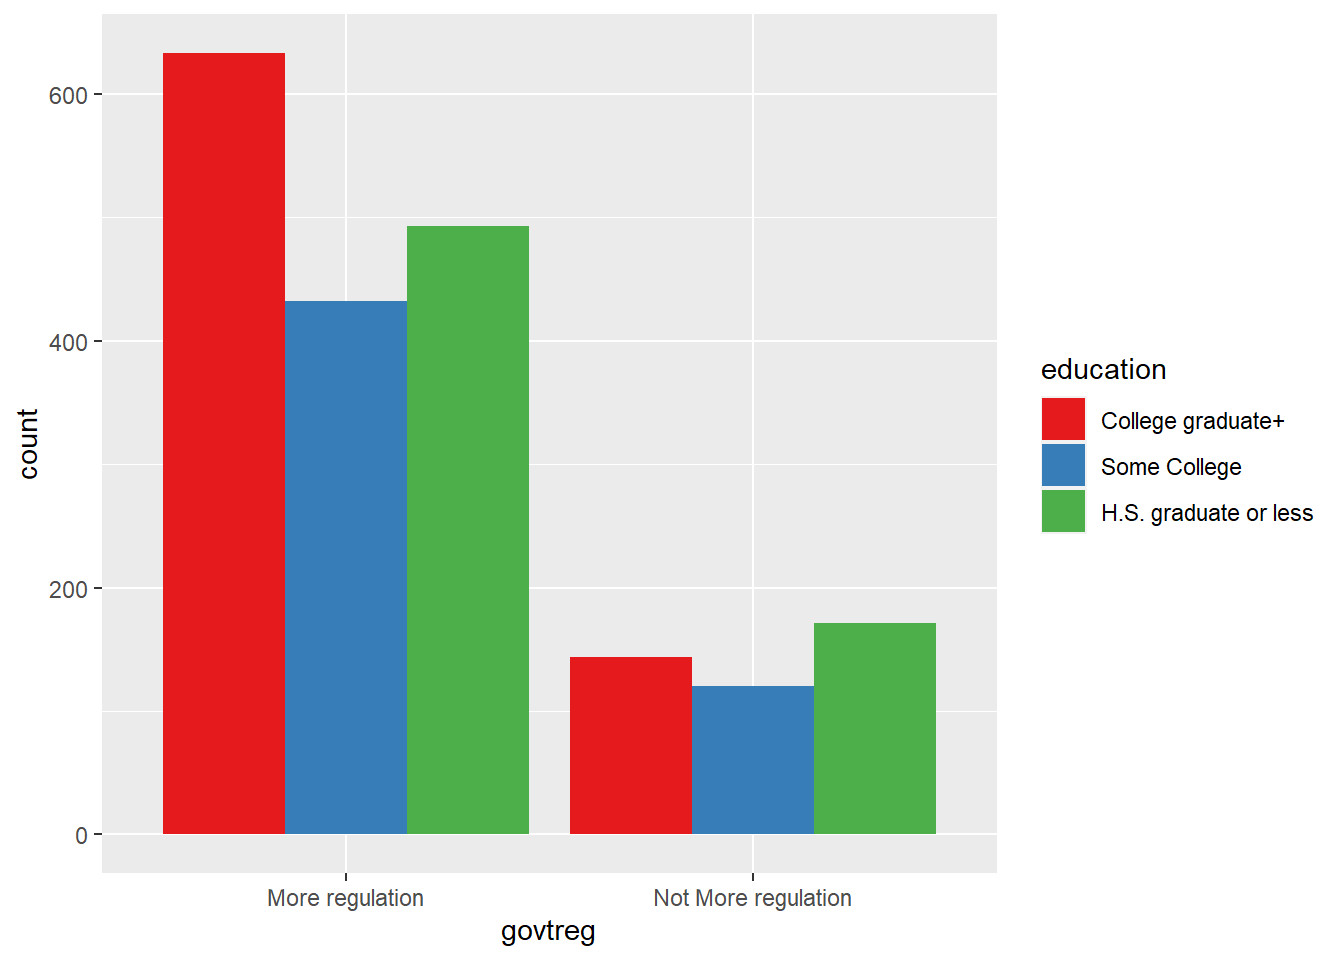 600
400
200
0
count
More regulation
Not More regulation
govtreg
education
College graduate+
Some College
H.S. graduate or less